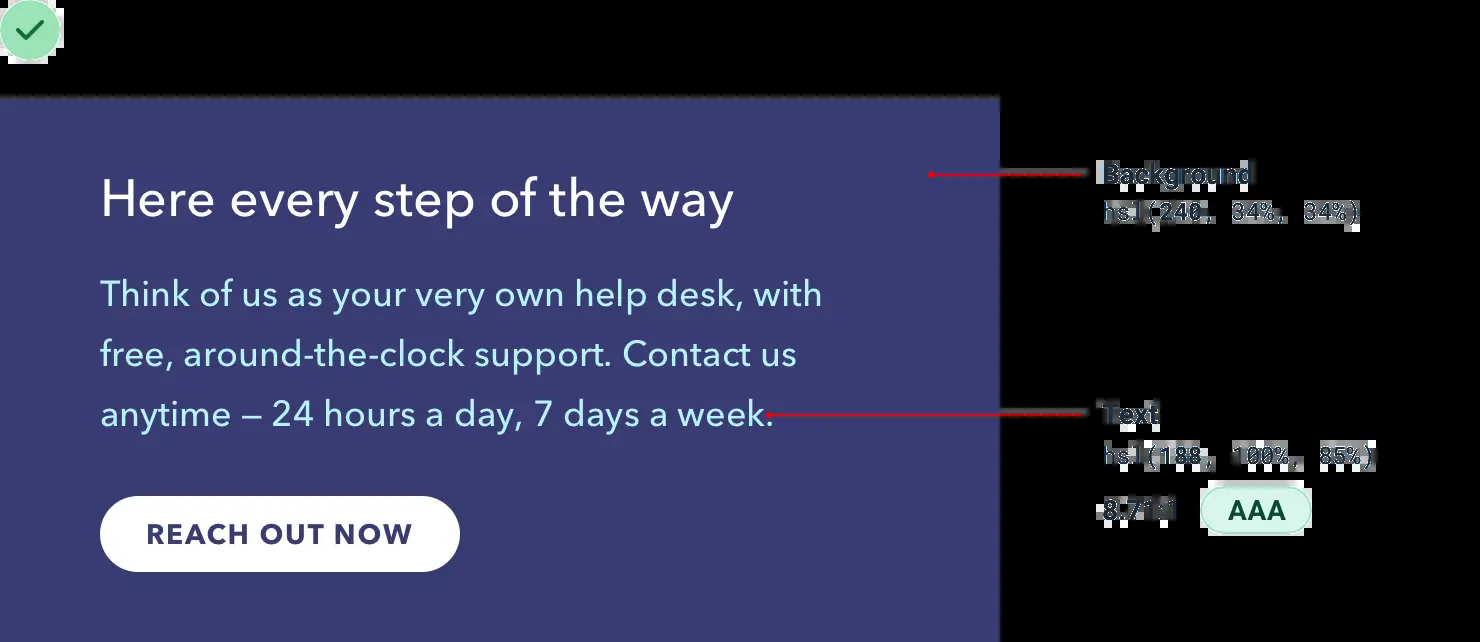 Here every step of the way
Background
hsl(240, 34%, 34%)
Think of us as your very own help desk, with
free, around-the-clock support. Contact us
anytime – 24 hours a day, 7 days a week.
Text
hsl(188, 100%, 85%)
8.71:1 AAA
REACH OUT NOW